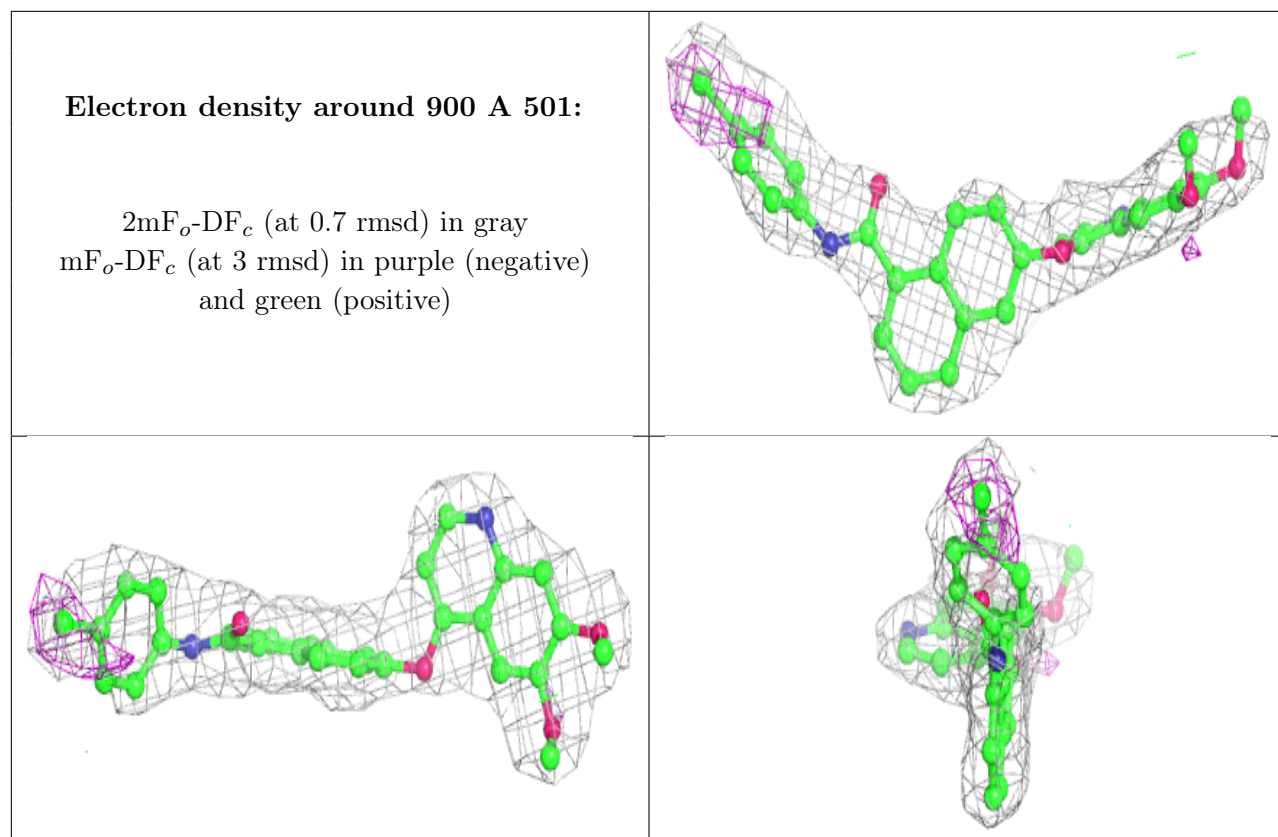 Electron density around 900 A 501:
2mFo-DFc (at 0.7 rmsd) in gray
mFo-DFc (at 3 rmsd) in purple (negative)
and green (positive)